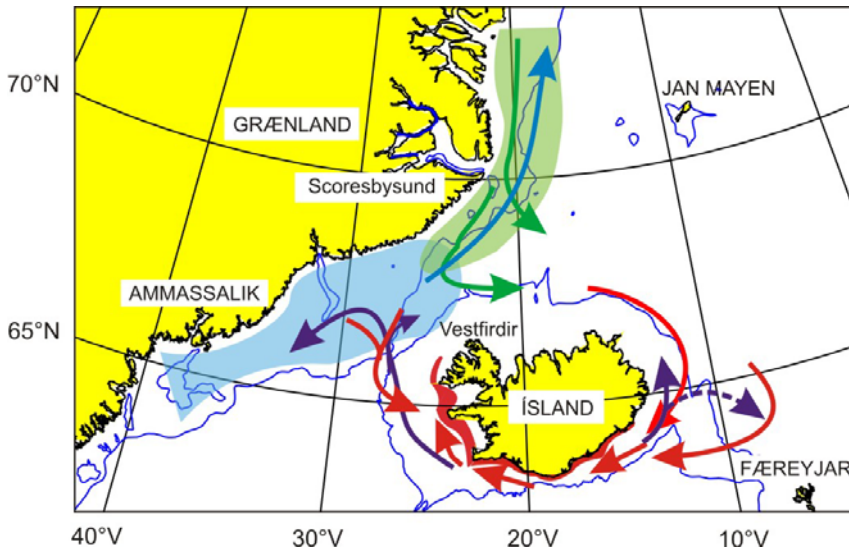 70°N
JAN MAYEN
GRÆNLAND
Scoresbysund
AMMASSALIK
65°N
Vestfirdir
ÍSLAND
FÆREYJAR
40°V
30°V
20°V
10°V